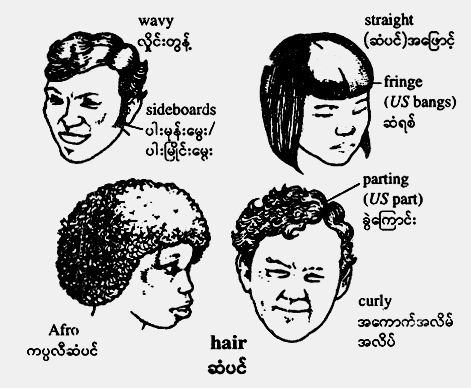 wavy
လှိုင်းတွန့်
sideboards
ပါးမုန်းမွေး/
ပါးမြိုင်းမွေး
straight
(ဆံပင်)အဖြောင့်
fringe
(US bangs)
ဆံရစ်
Afro
ကပ္ပလီဆံပင်
parting
(US part)
ခွဲကြောင်း
curly
အကောက်အလိမ်
အလိပ်
hair
ဆံပင်